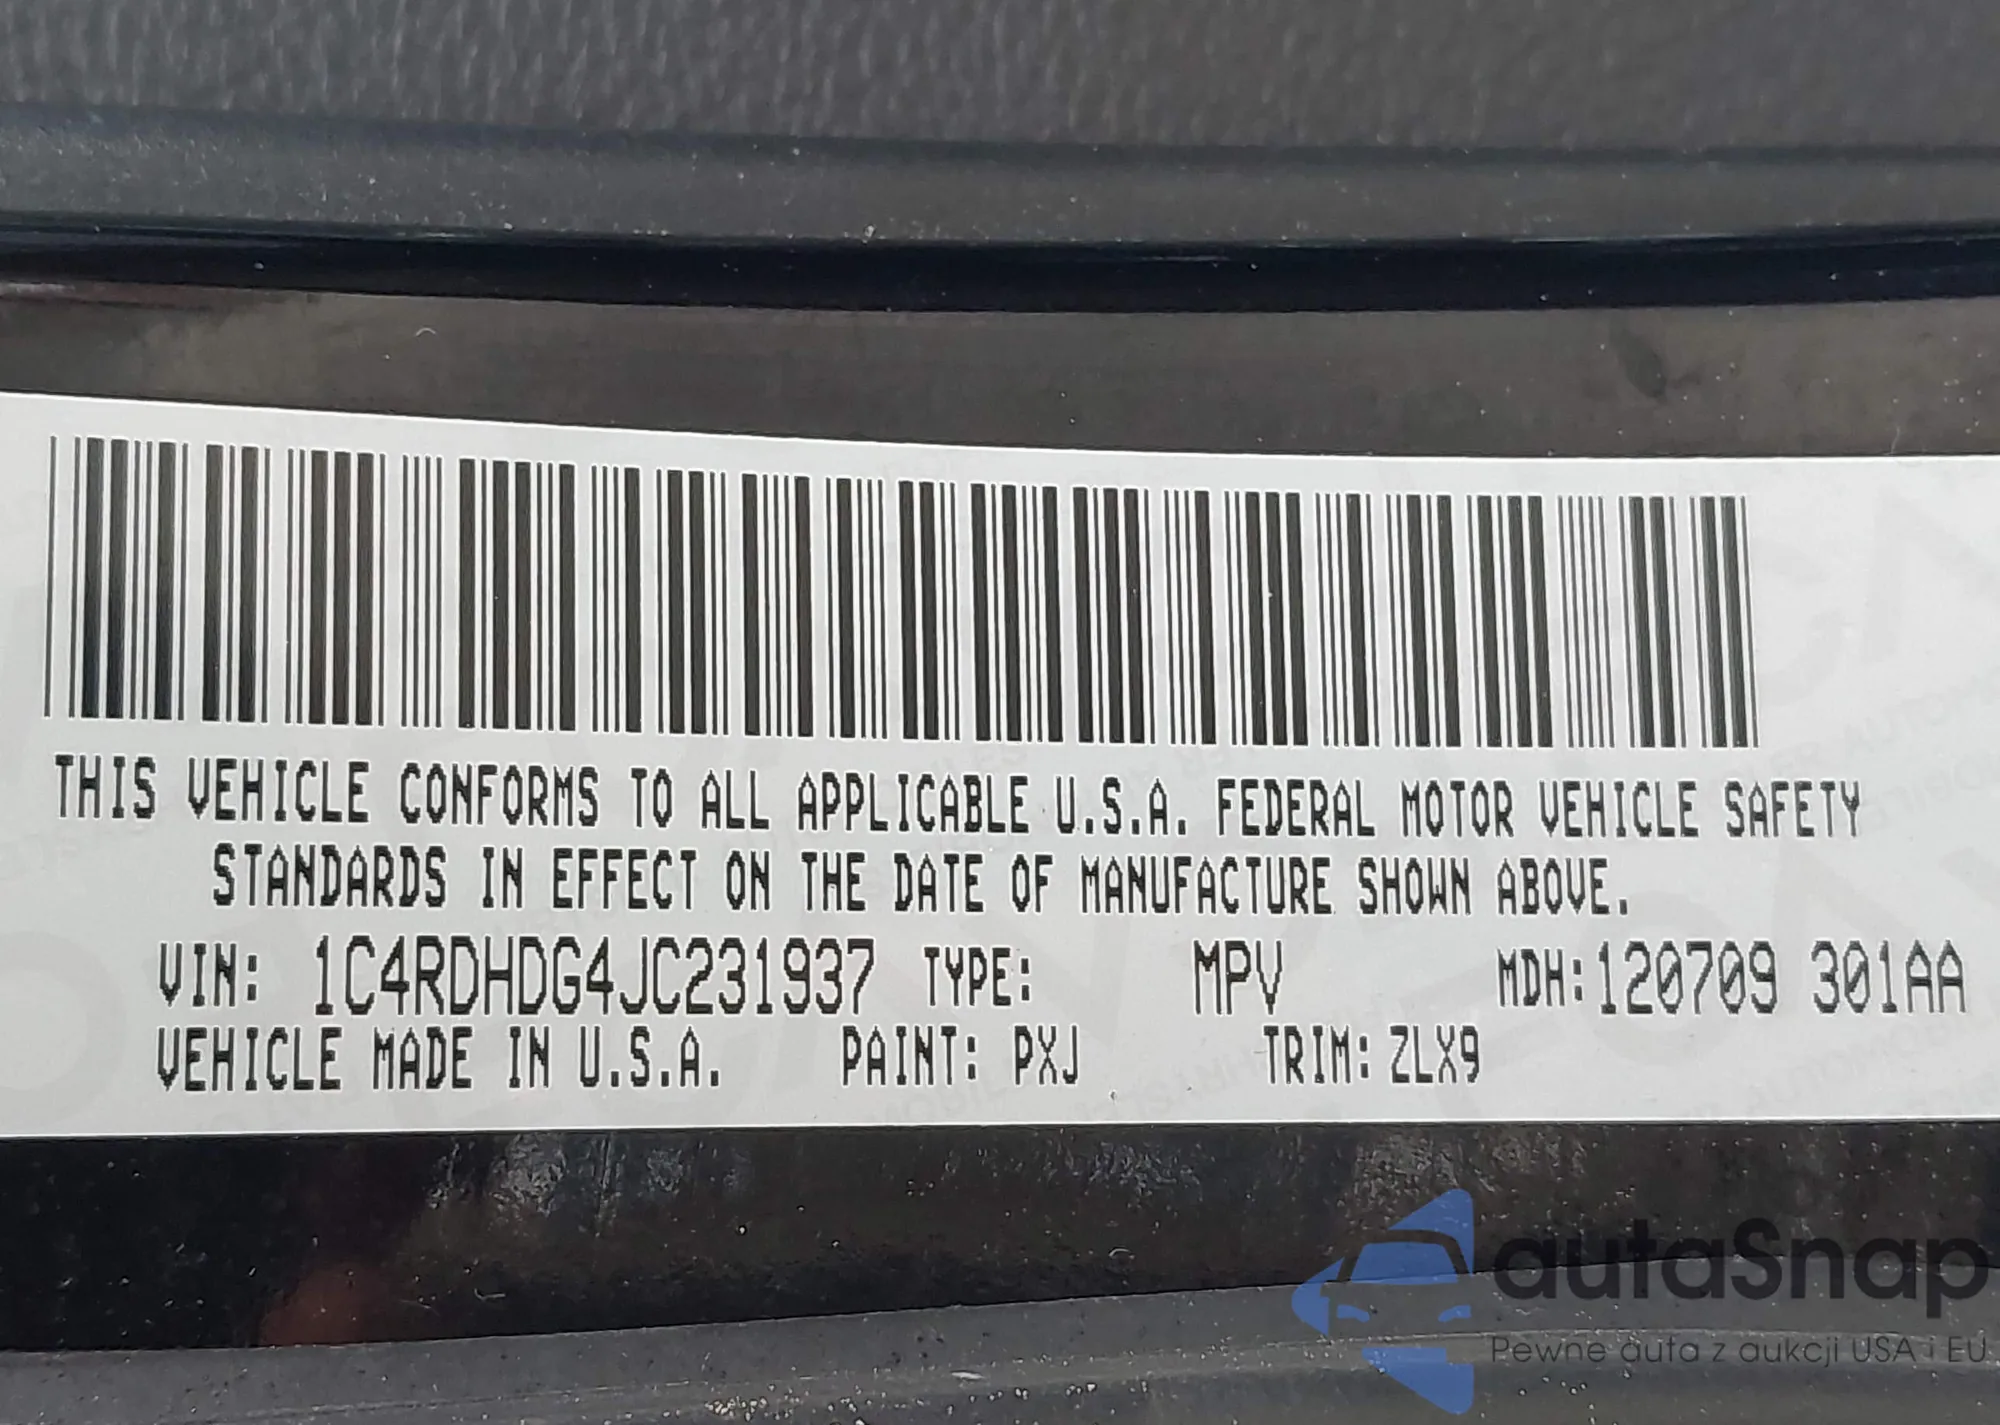 THIS VEHICLE CONFORMS TO ALL APPLICABLE U.S.A. FEDERAL MOTOR VEHICLE SAFETY
STANDARDS IN EFFECT ON THE DATE OF MANUFACTURE SHOWN ABOVE.
VIN: 1C4RDHDG4JC231937 TYPE: MPV MDH:120709 301AA
VEHICLE MADE IN U.S.A. PAINT: PXJ TRIM: ZLX9
autaSnap
Pewne auta z aukcji USA i EU